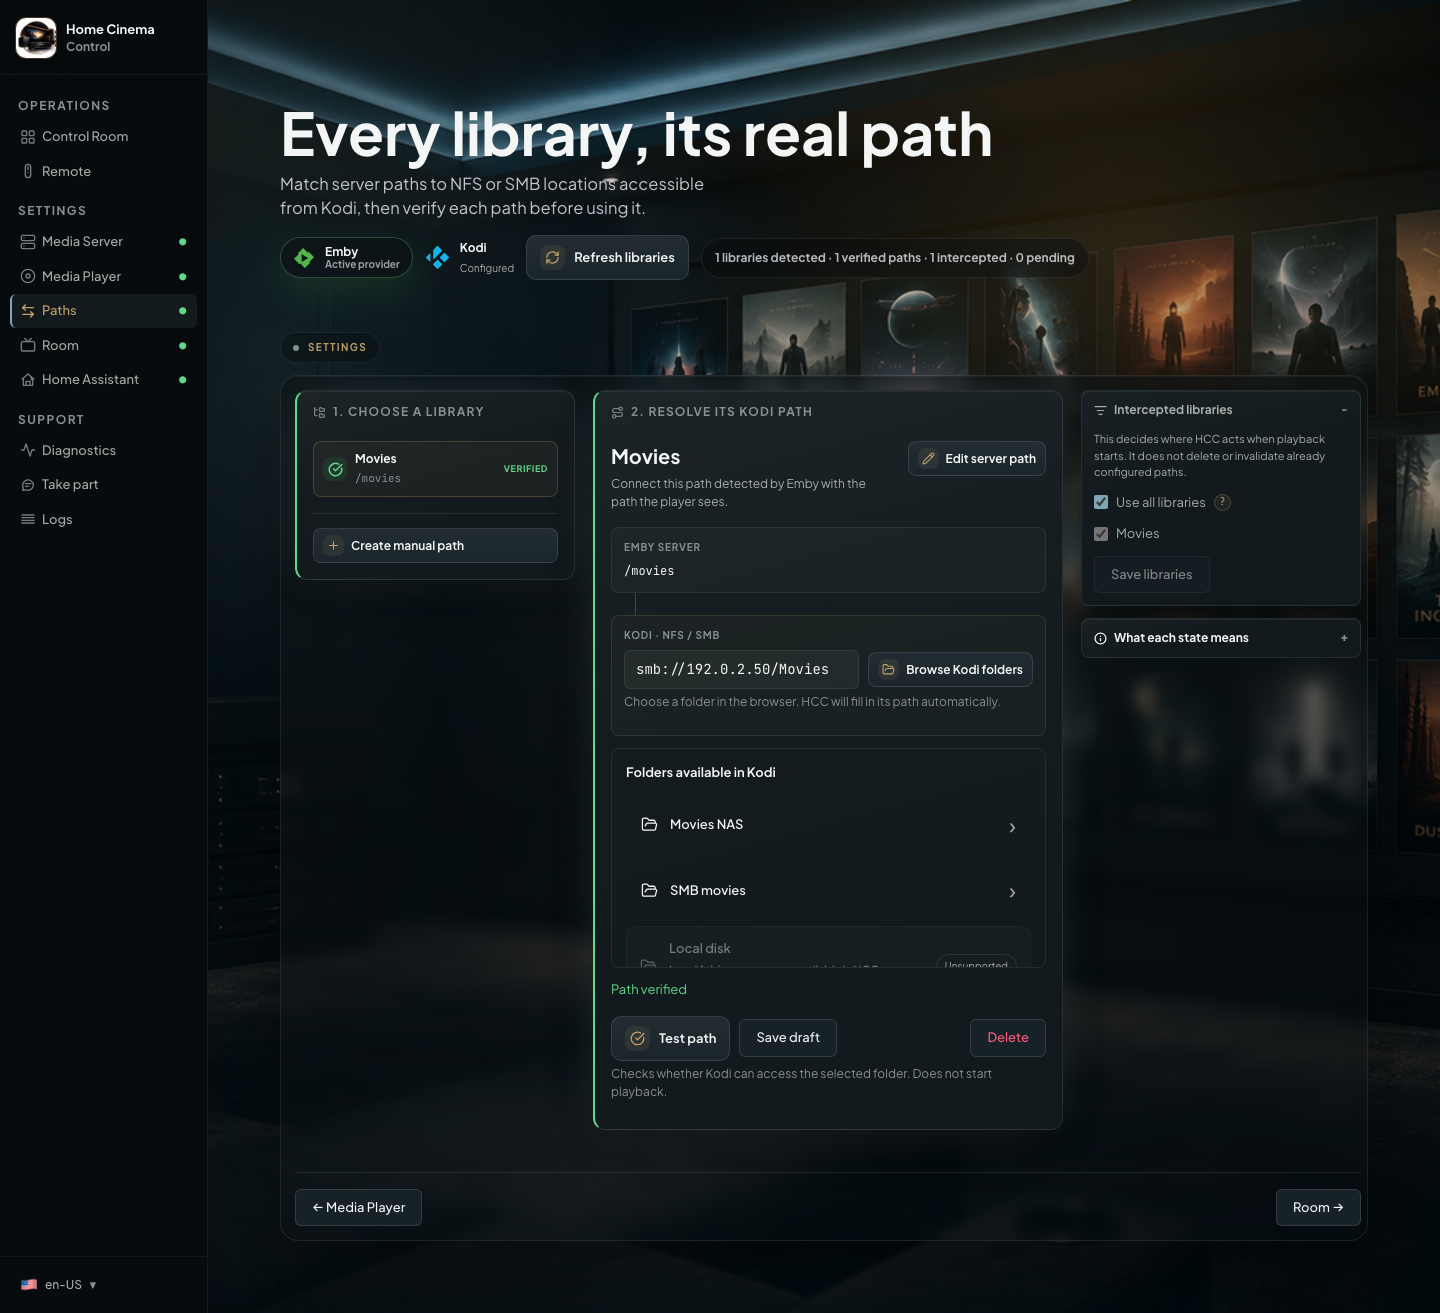 Home Cinema
Control
OPERATIONS
Control Room
Remote
SETTINGS
Media Server
Media Player
Paths
Room
Home Assistant
SUPPORT
Diagnostics
Take part
Logs
en-US
Every library, its real path
Match server paths to NFS or SMB locations accessible
from Kodi, then verify each path before using it.
Emby
Active provider
Kodi
Configured
Refresh libraries
1 libraries detected · 1 verified paths · 1 intercepted · 0 pending
SETTINGS
1. CHOOSE A LIBRARY
Movies
/movies
VERIFIED
+ Create manual path
2. RESOLVE ITS KODI PATH
Movies
Edit server path
Connect this path detected by Emby with the
path the player sees.
EMBY SERVER
/movies
KODI · NFS / SMB
smb://192.0.2.50/Movies
Browse Kodi folders
Choose a folder in the browser. HCC will fill in its path automatically.
Folders available in Kodi
Movies NAS
SMB movies
Local disk
Unsupported
Path verified
Test path
Save draft
Delete
Checks whether Kodi can access the selected folder. Does not start
playback.
Intercepted libraries -
This decides where HCC acts when playback
starts. It does not delete or invalidate already
configured paths.
Use all libraries ?
Movies
Save libraries
What each state means +
← Media Player
Room →